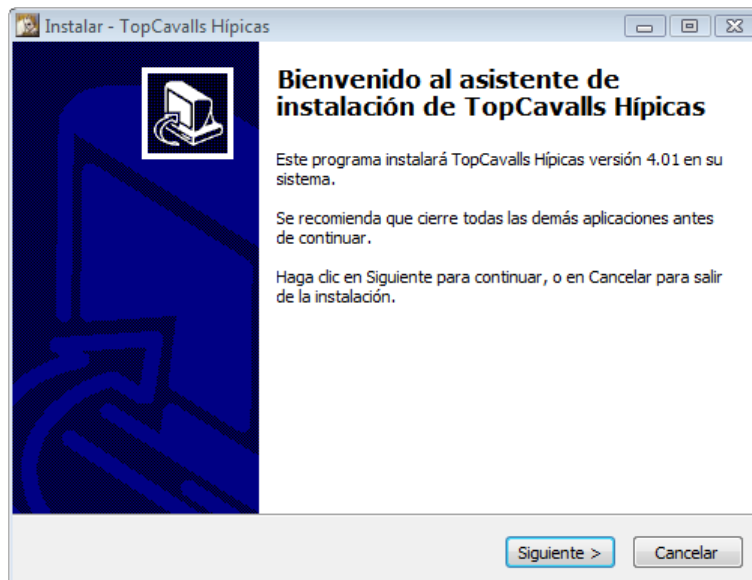 Instalar - TopCavalls Hípicas
Bienvenido al asistente de
instalación de TopCavalls Hípicas
Este programa instalará TopCavalls Hípicas versión 4.01 en su
sistema.
Se recomienda que cierre todas las demás aplicaciones antes
de continuar.
Haga clic en Siguiente para continuar, o en Cancelar para salir
de la instalación.
Siguiente >
Cancelar